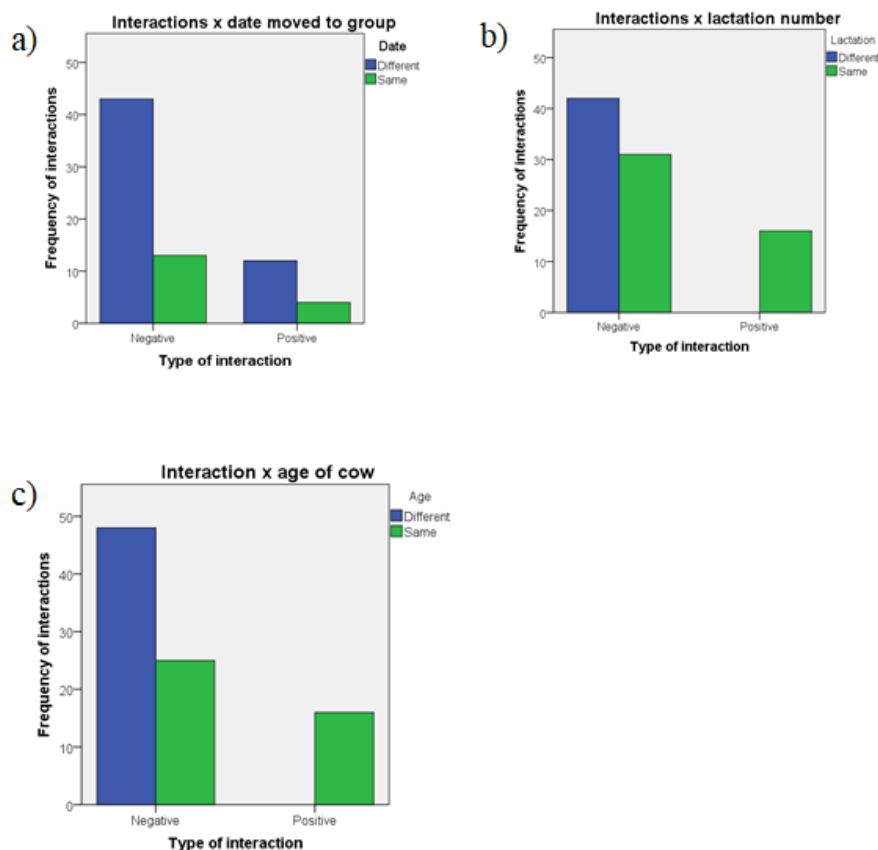 a)
Interactions x date moved to group
Date
Different
Same
50
40
30
20
10
0
Frequency of interactions
Negative
Positive
Type of interaction
b)
Interactions x lactation number
Lactation
Different
Same
50
40
30
20
10
0
Frequency of interactions
Negative
Positive
Type of interaction
c)
Interaction x age of cow
Age
Different
Same
50
40
30
20
10
0
Frequency of interactions
Negative
Positive
Type of interaction